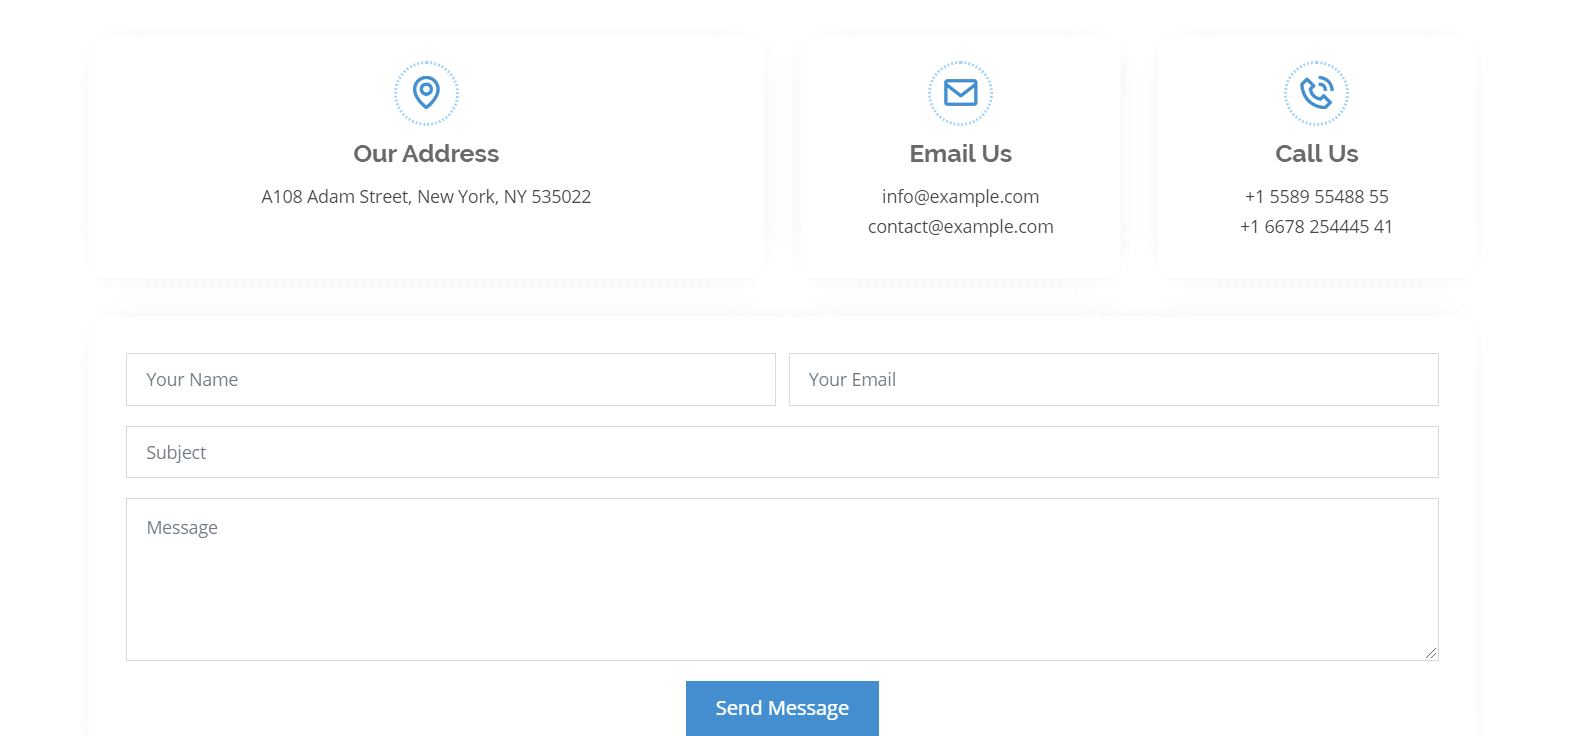 Our Address
A108 Adam Street, New York, NY 535022
Email Us
info@example.com
contact@example.com
Call Us
+1 5589 55488 55
+1 6678 254445 41
Your Name
Your Email
Subject
Message
Send Message